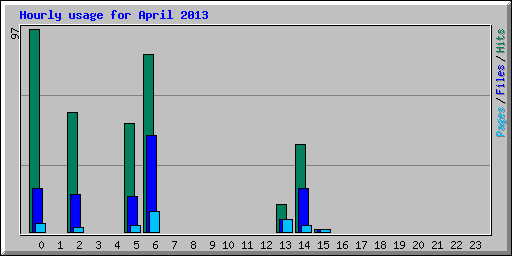 Hourly usage for April 2013
97
Pages / Files / Hits
0 1 2 3 4 5 6 7 8 9 10 11 12 13 14 15 16 17 18 19 20 21 22 23